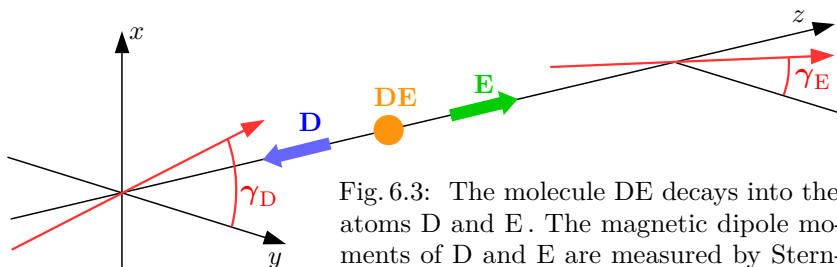 x
z
γE
DE
E
D
γD
y
Fig. 6.3: The molecule DE decays into the
atoms D and E. The magnetic dipole mo-
ments of D and E are measured by Stern-